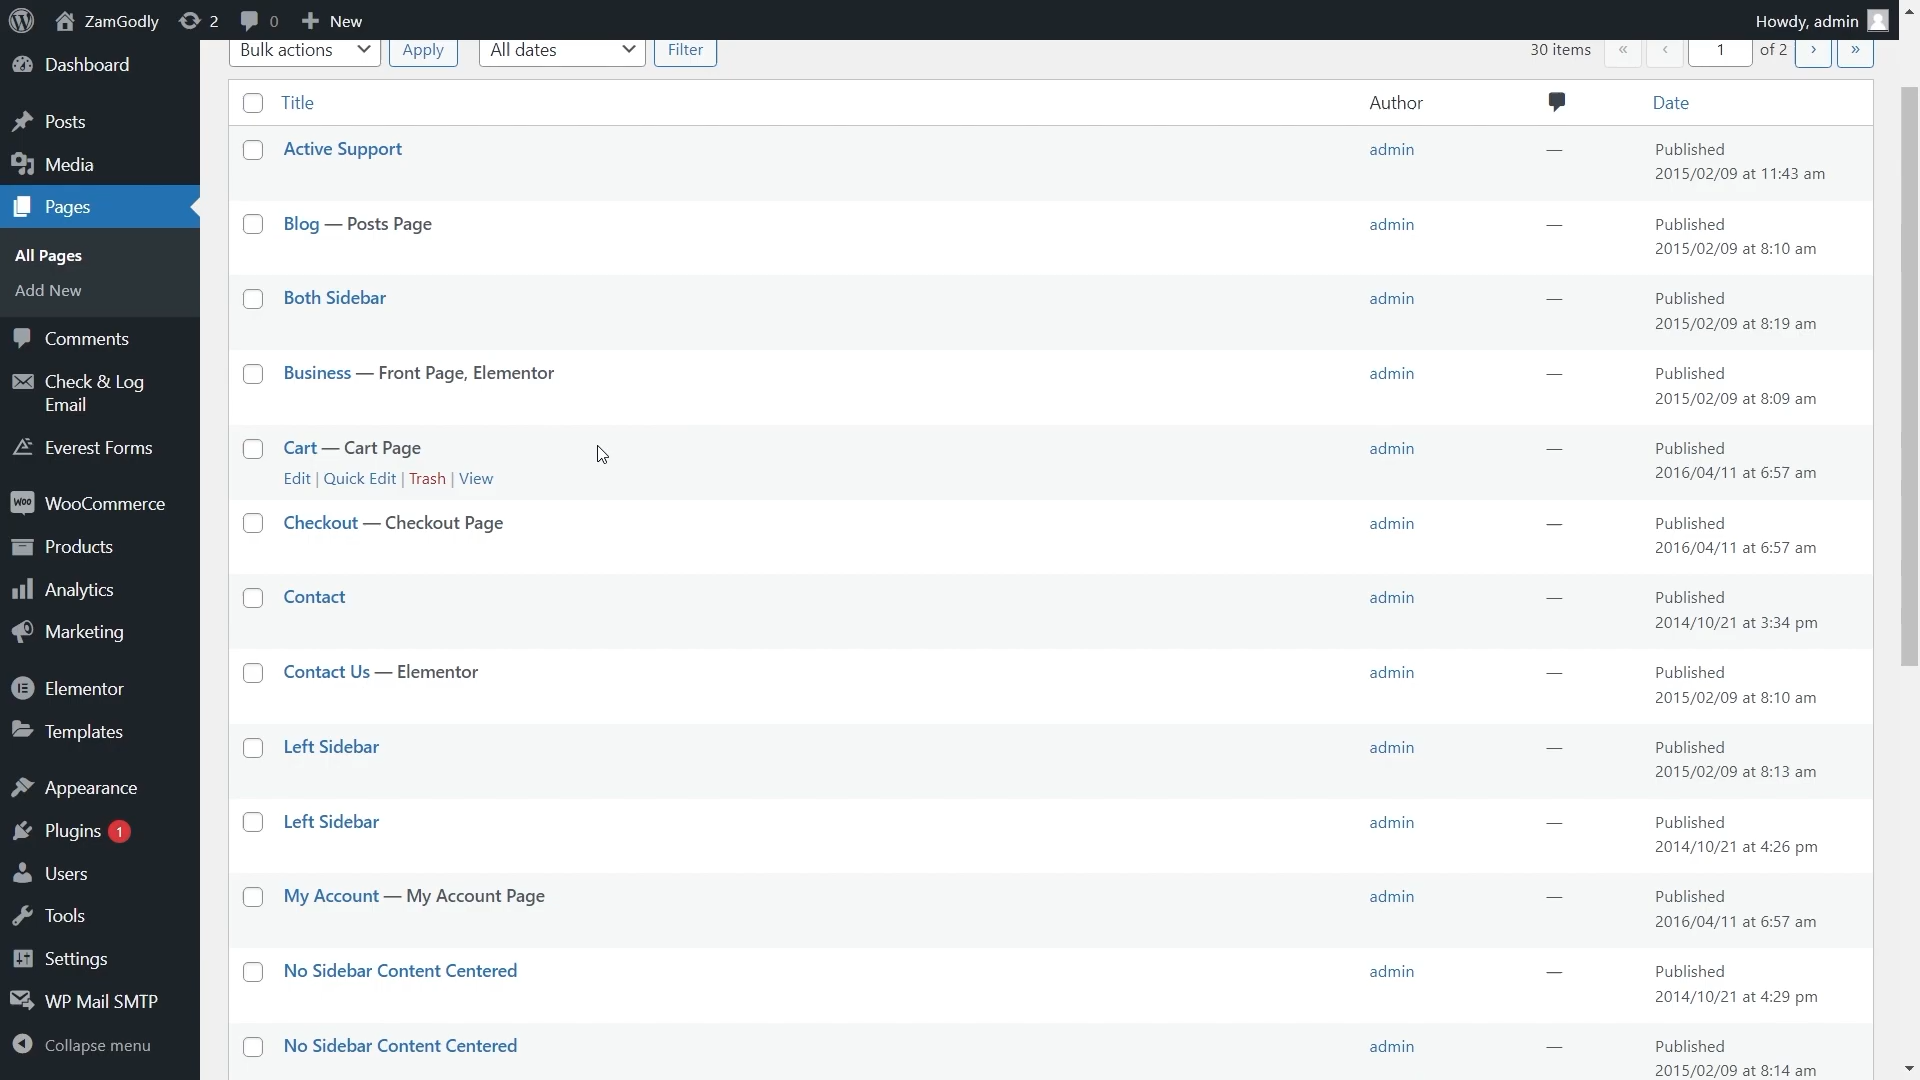 ZamGodly 2 0 New Howdy, admin
Bulk actions Apply All dates Filter 30 items « ‹ 1 of 2 › »
Dashboard
Posts
Media
Pages
All Pages
Add New
Comments
Check & Log
Email
Everest Forms
WooCommerce
Products
Analytics
Marketing
Elementor
Templates
Appearance
Plugins 1
Users
Tools
Settings
WP Mail SMTP
Collapse menu
Title Author Date
Active Support admin — Published
2015/02/09 at 11:43 am
Blog — Posts Page admin — Published
2015/02/09 at 8:10 am
Both Sidebar admin — Published
2015/02/09 at 8:19 am
Business — Front Page, Elementor admin — Published
2015/02/09 at 8:09 am
Cart — Cart Page admin — Published
Edit | Quick Edit | Trash | View 2016/04/11 at 6:57 am
Checkout — Checkout Page admin — Published
2016/04/11 at 6:57 am
Contact admin — Published
2014/10/21 at 3:34 pm
Contact Us — Elementor admin — Published
2015/02/09 at 8:10 am
Left Sidebar admin — Published
2015/02/09 at 8:13 am
Left Sidebar admin — Published
2014/10/21 at 4:26 pm
My Account — My Account Page admin — Published
2016/04/11 at 6:57 am
No Sidebar Content Centered admin — Published
2014/10/21 at 4:29 pm
No Sidebar Content Centered admin — Published
2015/02/09 at 8:14 am